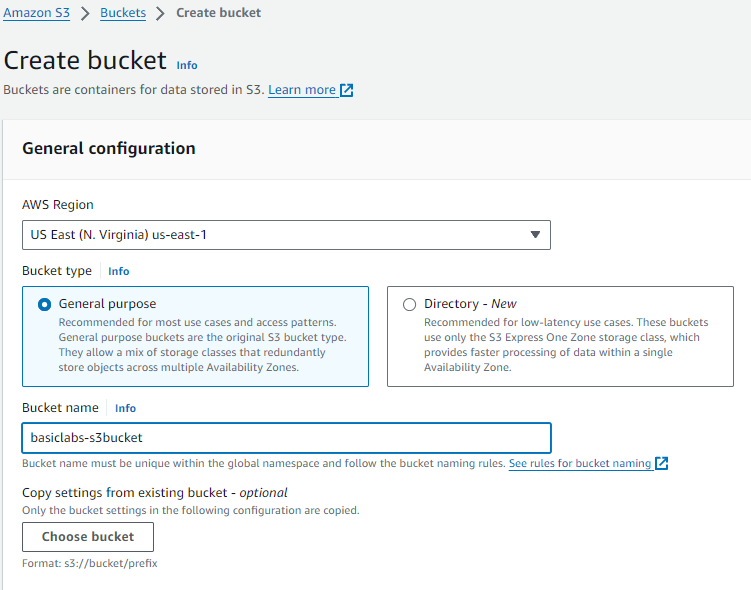 Amazon S3 > Buckets > Create bucket
Create bucket Info
Buckets are containers for data stored in S3. Learn more
General configuration
AWS Region
US East (N. Virginia) us-east-1
Bucket type Info
General purpose
Recommended for most use cases and access patterns.
General purpose buckets are the original S3 bucket type.
They allow a mix of storage classes that redundantly
store objects across multiple Availability Zones.
Directory - New
Recommended for low-latency use cases. These buckets
use only the S3 Express One Zone storage class, which
provides faster processing of data within a single
Availability Zone.
Bucket name Info
basiclabs-s3bucket
Bucket name must be unique within the global namespace and follow the bucket naming rules. See rules for bucket naming
Copy settings from existing bucket - optional
Only the bucket settings in the following configuration are copied.
Choose bucket
Format: s3://bucket/prefix